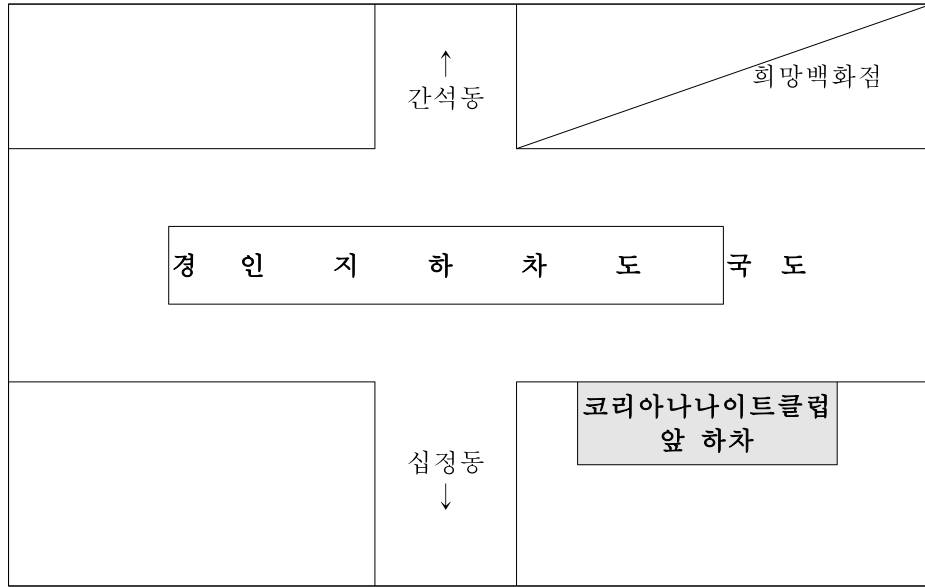 ↑
간석동
희망백화점
경 인 지 하 차 도 국 도
코리아나나이트클럽
앞 하차
십정동
↓